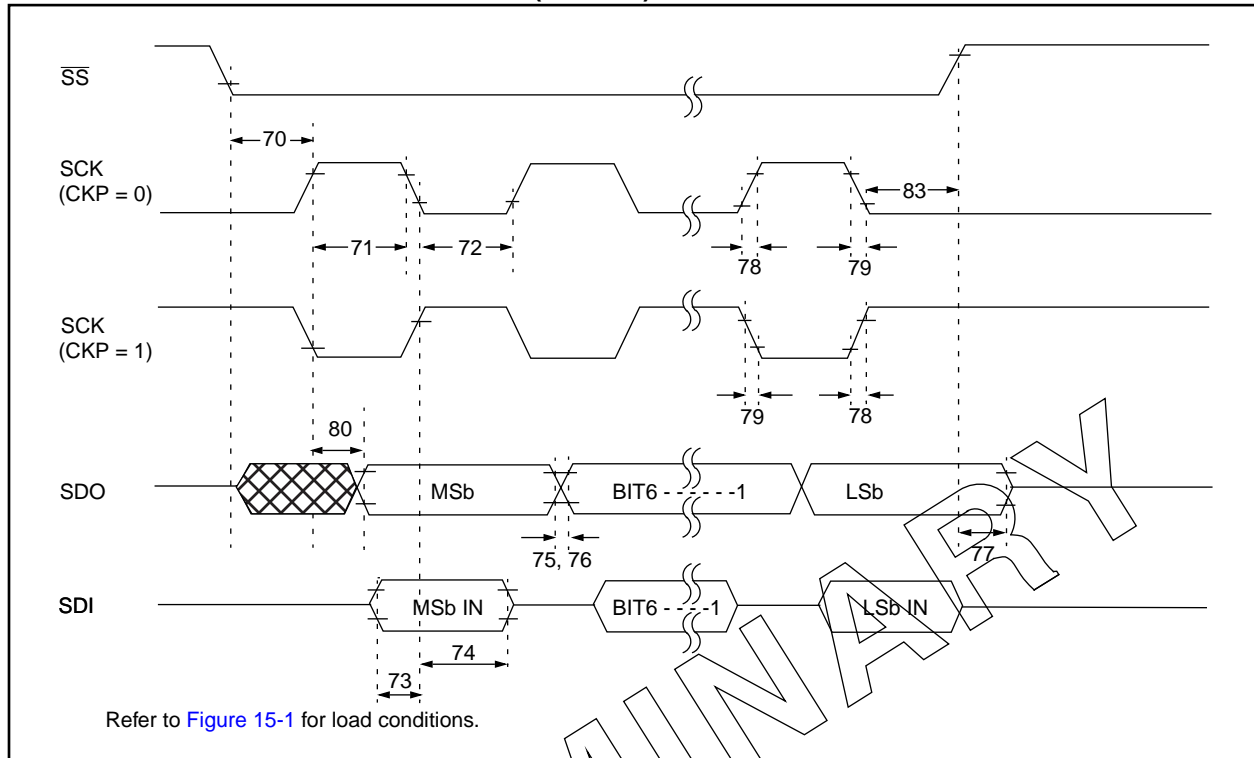 SS
70
SCK
(CKP = 0)
83
71
72
78
79
SCK
(CKP = 1)
79
78
80
SDO
MSb
BIT6 - - - - - -1
LSb
75, 76
77
SDI
MSb IN
BIT6 - - - -1
LSb IN
74
73
Refer to Figure 15-1 for load conditions.